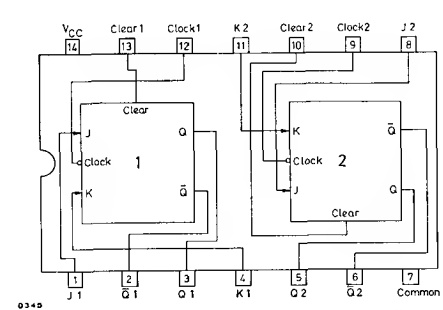 VCC Clear 1 Clock 1 K 2 Clear 2 Clock 2 J 2
14 13 12 11 10 9 8
Clear
J Q K Q̅
Clock 1 Clock 2
K Q̅ J Q
Clear
1 2 3 4 5 6 7
J 1 Q̅ 1 Q 1 K 1 Q 2 Q̅ 2 Common
0345